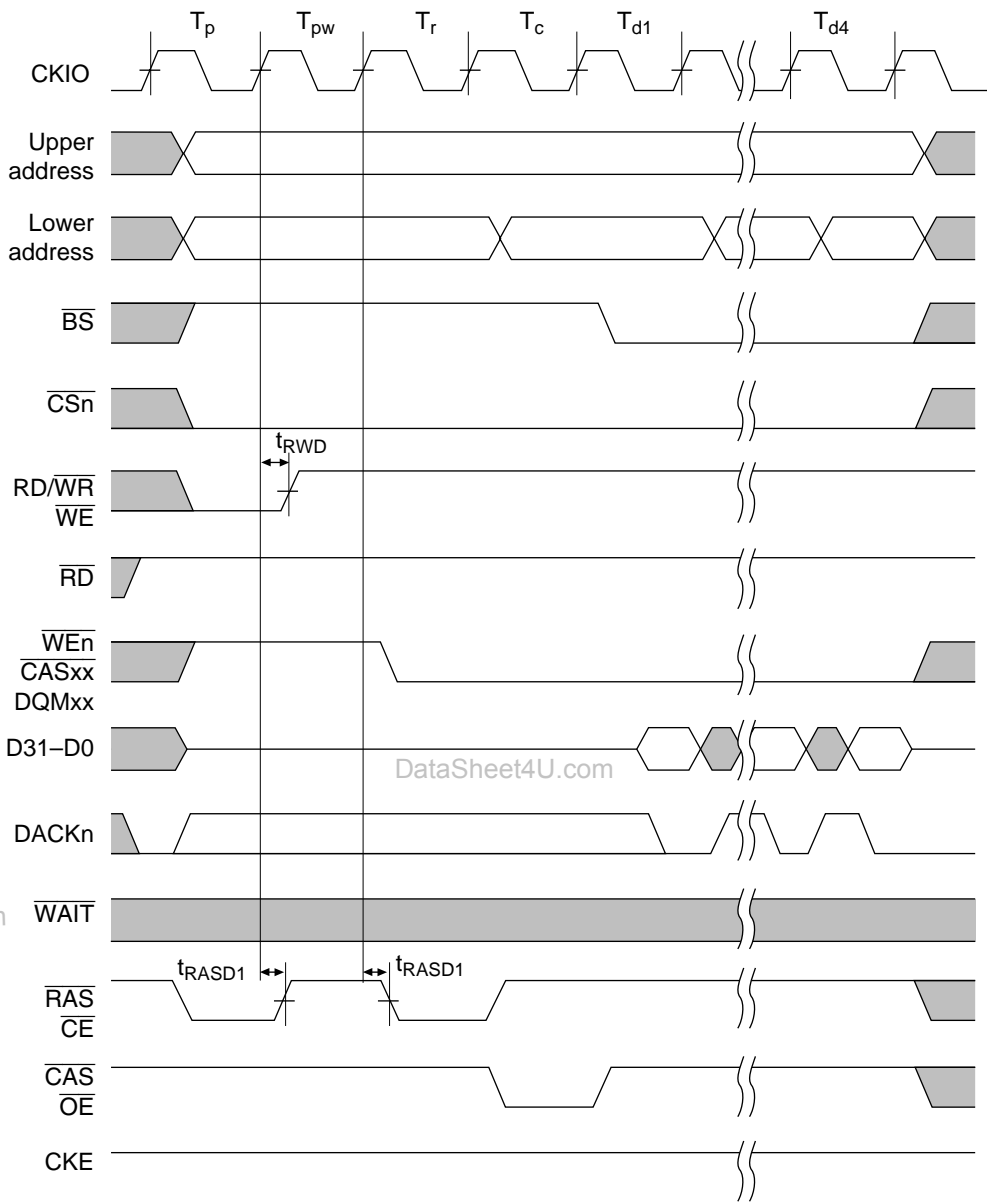 Tp Tpw Tr Tc Td1 Td4
CKIO
Upper
address
Lower
address
BS
CSn
tRWD
RD/WR
WE
RD
WEn
CASxx
DQMxx
D31–D0
DataSheet4U.com
DACKn
WAIT
tRASD1 tRASD1
RAS
CE
CAS
OE
CKE